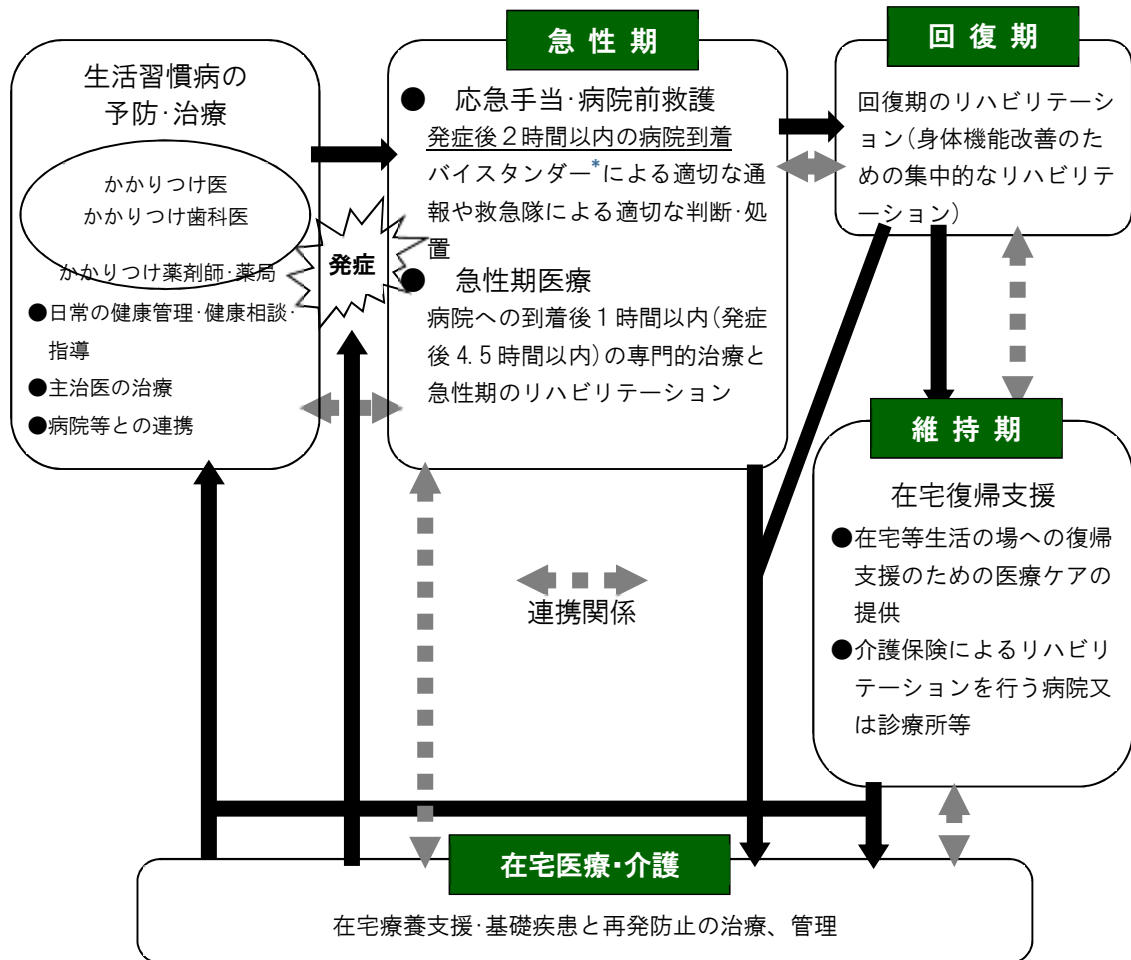 生活習慣病の
予防・治療
かかりつけ医
かかりつけ歯科医
かかりつけ薬剤師・薬局
●日常の健康管理・健康相談・
指導
●主治医の治療
●病院等との連携
発症
急性期
● 応急手当・病院前救護
発症後2時間以内の病院到着
バイスタンダー*による適切な通
報や救急隊による適切な判断・処
置
● 急性期医療
病院への到着後1時間以内(発症
後4.5時間以内)の専門的治療と
急性期のリハビリテーション
回復期
回復期のリハビリテーショ
ン(身体機能改善のた
めの集中的なリハビリテ
ーション)
維持期
在宅復帰支援
●在宅等生活の場への復帰
支援のための医療ケアの
提供
●介護保険によるリハビリ
テーションを行う病院又
は診療所等
連携関係
在宅医療・介護
在宅療養支援・基礎疾患と再発防止の治療、管理